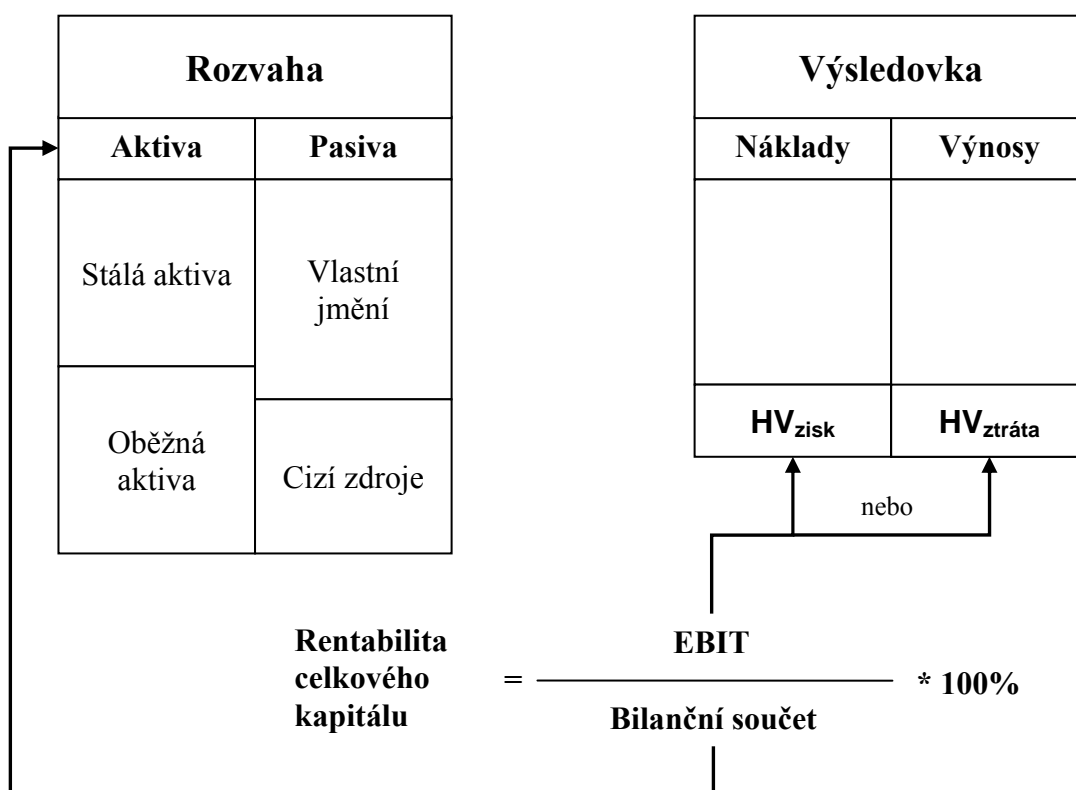 Rozvaha
Aktiva Pasiva
Stálá aktiva
Vlastní
jmění
Oběžná
aktiva
Cizí zdroje
Výsledovka
Náklady Výnosy
HVzisk HVztráta
nebo
Rentabilita
celkového
kapitálu
=
EBIT
Bilanční součet
* 100%